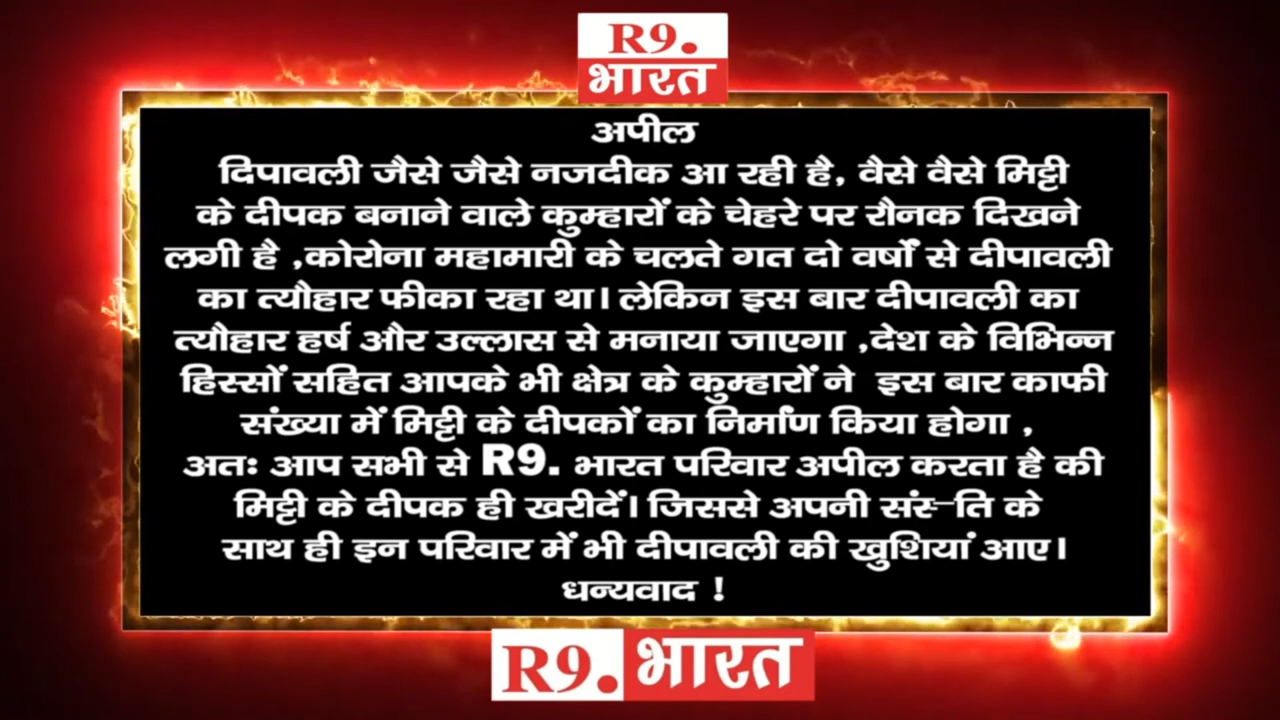 R9.
भारत
अपील
दिपावली जैसे जैसे नजदीक आ रही है, वैसे वैसे मिट्टी
के दीपक बनाने वाले कुम्हारों के चेहरे पर रौनक दिखने
लगी है ,कोरोना महामारी के चलते गत दो वर्षों से दीपावली
का त्यौहार फीका रहा था। लेकिन इस बार दीपावली का
त्यौहार हर्ष और उल्लास से मनाया जाएगा ,देश के विभिन्न
हिस्सों सहित आपके भी क्षेत्र के कुम्हारों ने इस बार काफी
संख्या में मिट्टी के दीपकों का निर्माण किया होगा ,
अतः आप सभी से R9. भारत परिवार अपील करता है की
मिट्टी के दीपक ही खरीदें। जिससे अपनी के
साथ ही इन परिवार में भी दीपावली की खुशियां आए।
धन्यवाद !
R9. भारत